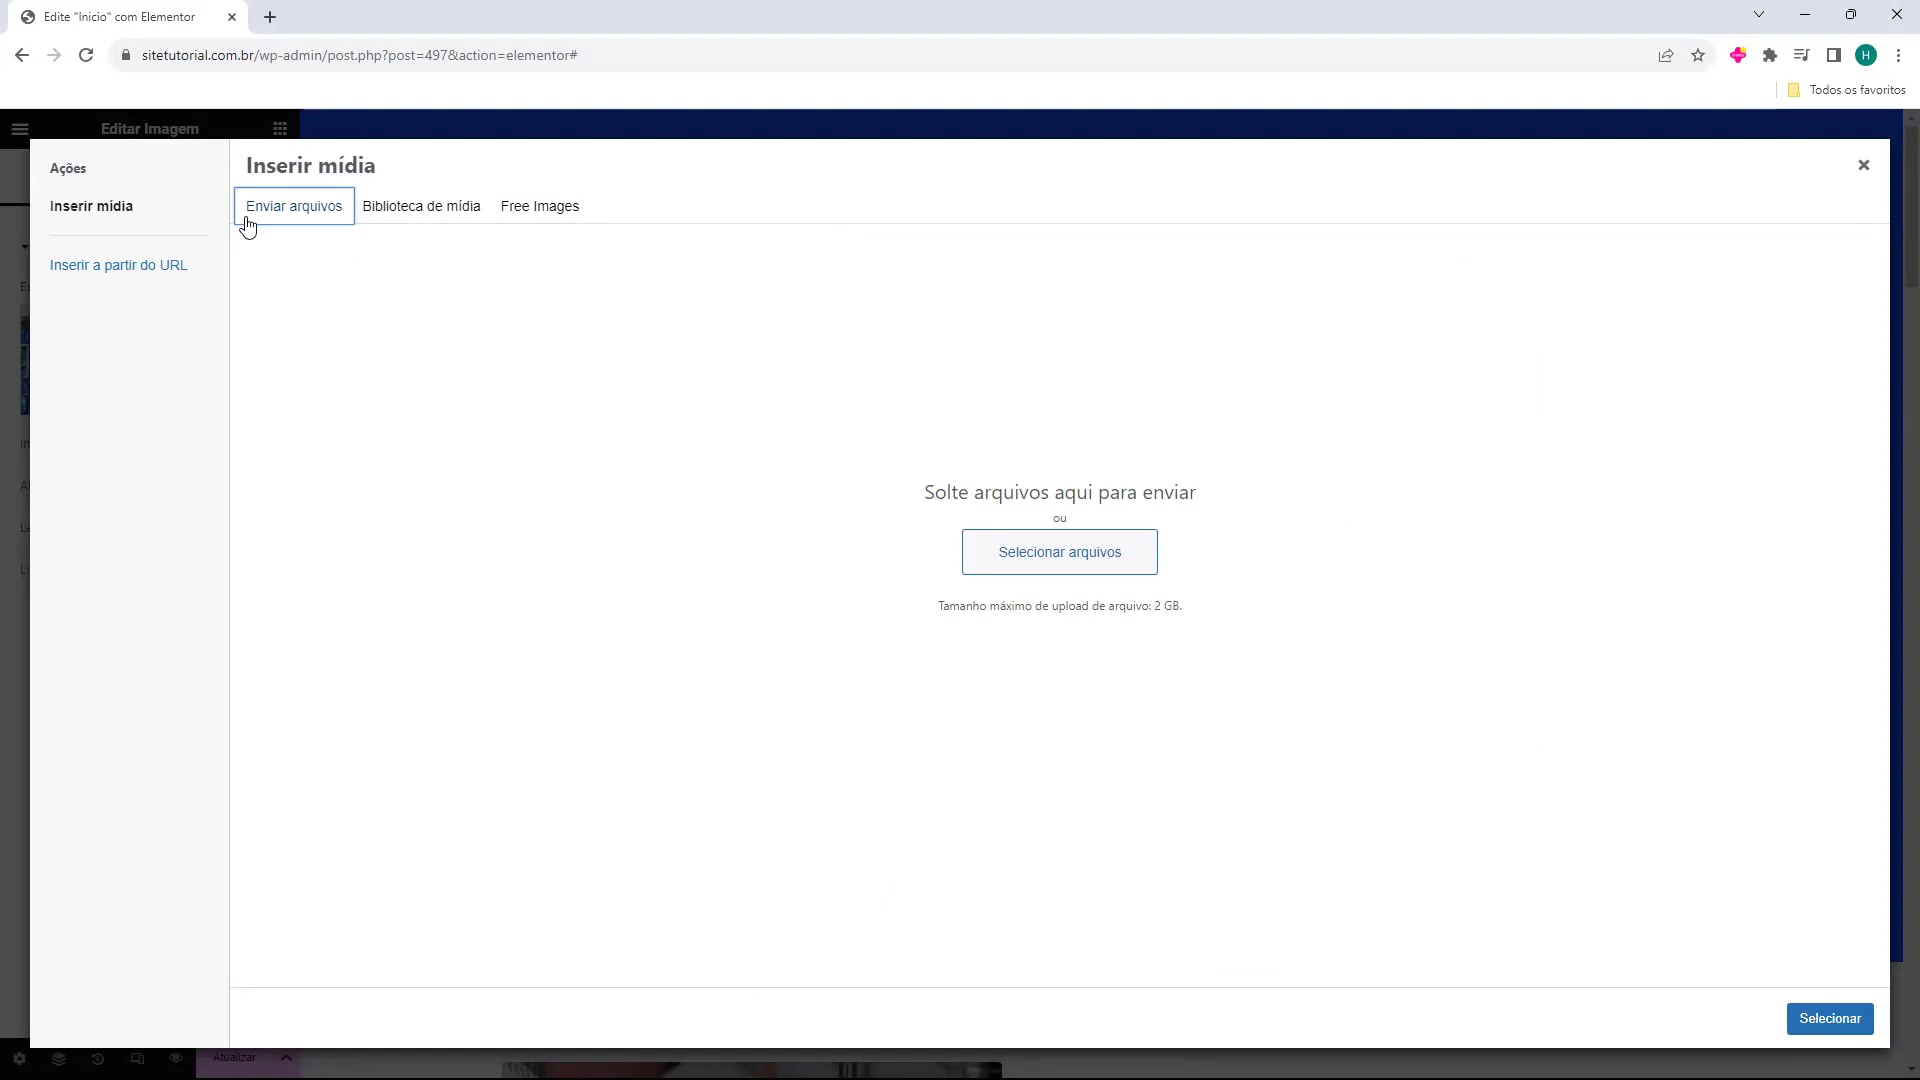 Edite "Inicio" com Elementor
sitetutorial.com.br/wp-admin/post.php?post=497&action=elementor#
H
Todos os favoritos
Editar Imagem
Ações
Inserir mídia
Inserir a partir do URL
Inserir mídia
Enviar arquivos
Biblioteca de mídia
Free Images
Solte arquivos aqui para enviar
ou
Selecionar arquivos
Tamanho máximo de upload de arquivo: 2 GB.
Selecionar
Atualizar